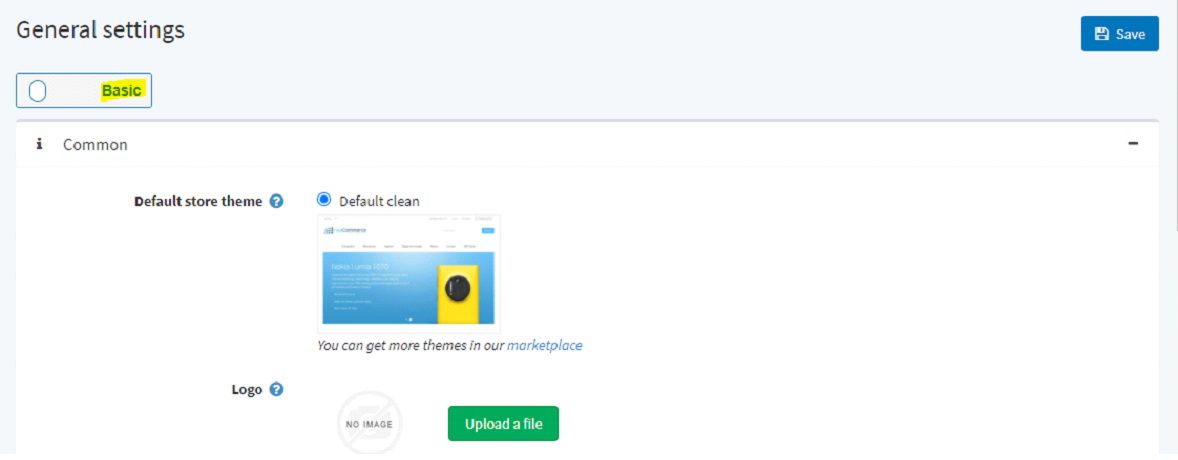 General settings
Save
Basic
Common
Default store theme
Default clean
You can get more themes in our marketplace
Logo
NO IMAGE
Upload a file